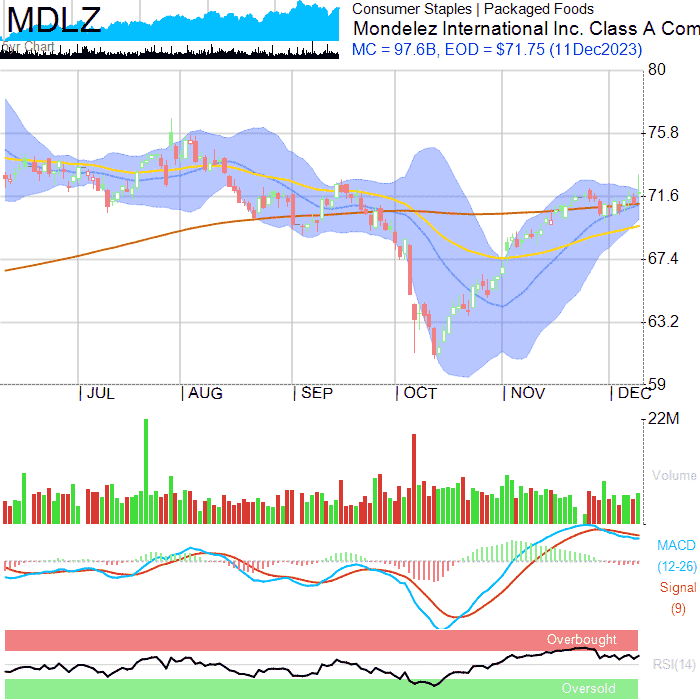 MDLZ
Consumer Staples | Packaged Foods
Mondelez International Inc. Class A Com
MC = 97.6B, EOD = $71.75 (11Dec2023)
Chart
80
75.8
71.6
67.4
63.2
59
| JUL | AUG | SEP | OCT | NOV | DEC
22M
Volume
MACD
(12-26)
Signal
(9)
Overbought
RSI(14)
Oversold